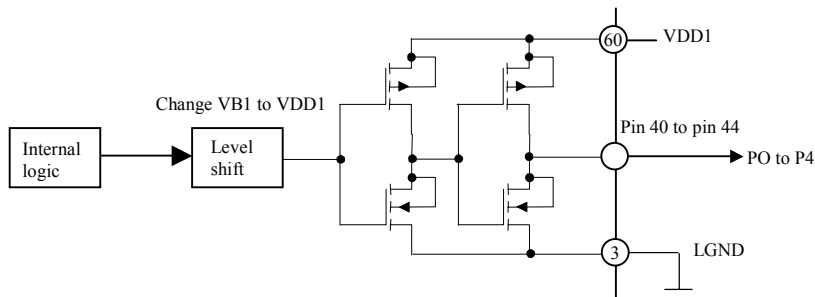 60
VDD1
Change VB1 to VDD1
Pin 40 to pin 44
Internal
logic
Level
shift
PO to P4
3
LGND